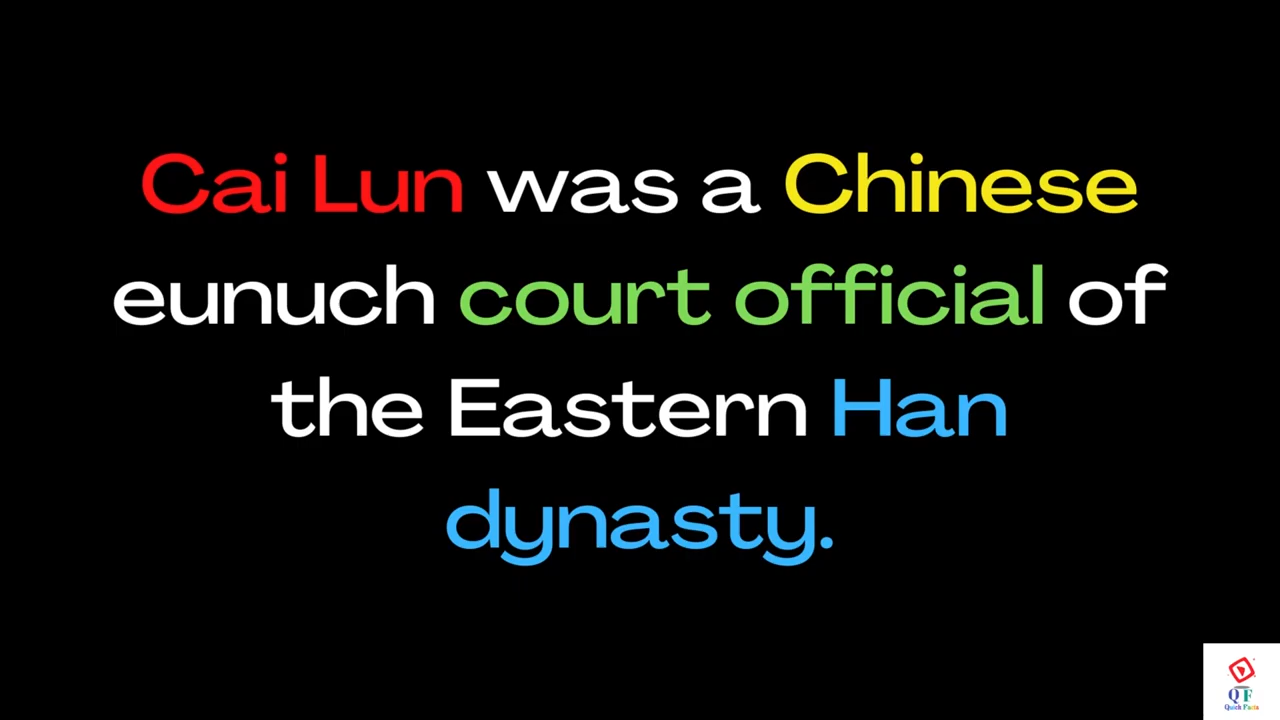 Cai Lun was a Chinese
eunuch court official of
the Eastern Han
dynasty.
QF
Quick Facts